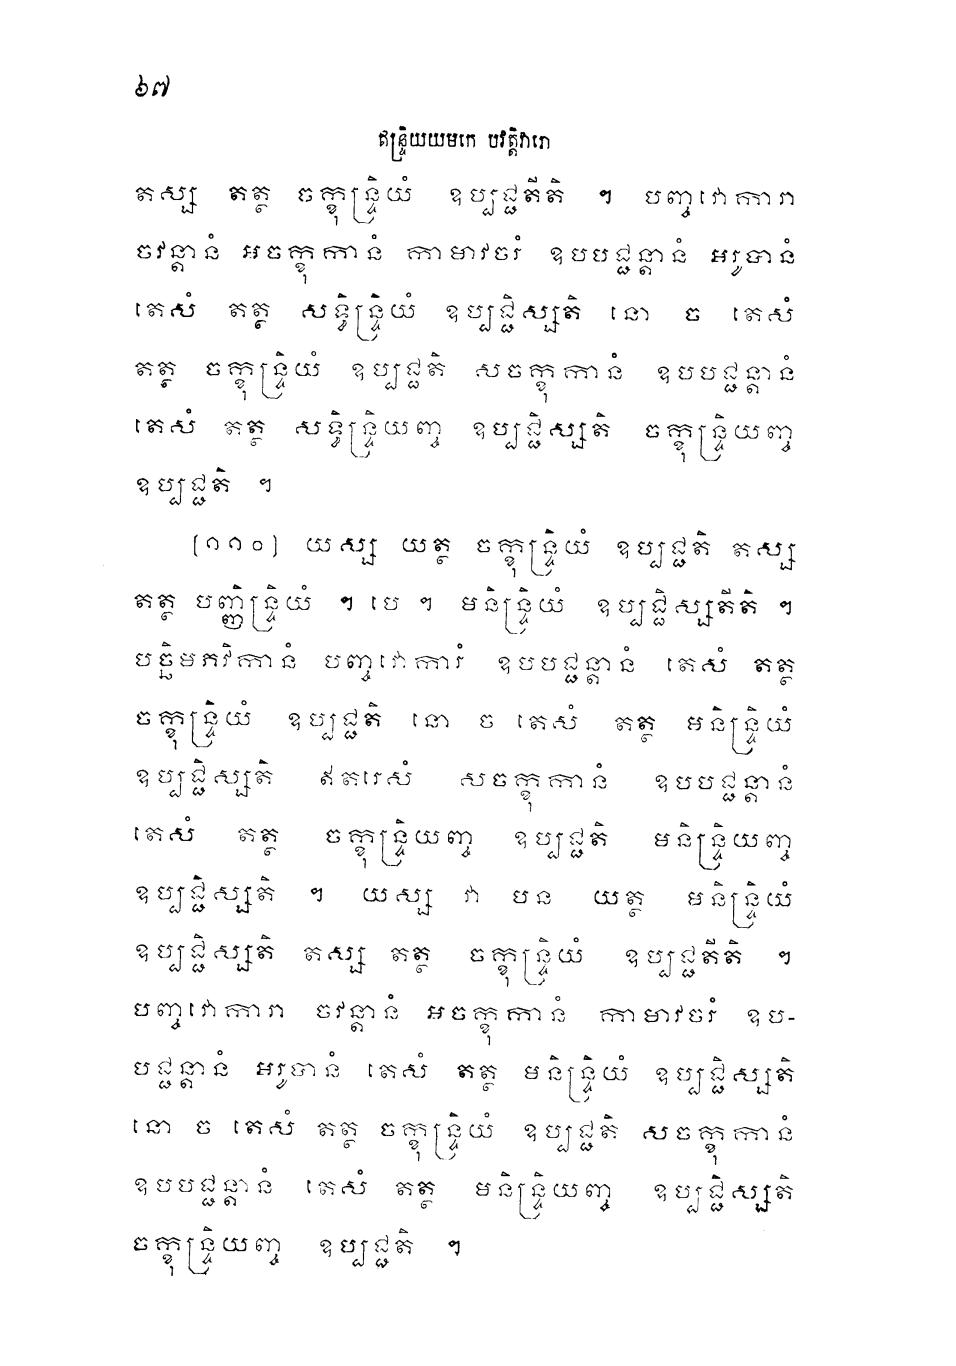 ៦៧
ឥន្ទ្រិយយមកេ បវត្តិវារោ
តស្ស តត្ថ ចក្ខុន្ទ្រិយំ ឧប្បជ្ជតីតិ ។ បញ្ចវោការា
ចវន្តានំ អចក្ខុកានំ កាមាវចរំ ឧបបជ្ជន្តានំ អរូបានំ
តេសំ តត្ថ សទ្ធិន្ទ្រិយំ ឧប្បជ្ជិស្សតិ នោ ច តេសំ
តត្ថ ចក្ខុន្ទ្រិយំ ឧប្បជ្ជតិ សចក្ខុកានំ ឧបបជ្ជន្តានំ
តេសំ តត្ថ សទ្ធិន្ទ្រិយញ្ច ឧប្បជ្ជិស្សតិ ចក្ខុន្ទ្រិយញ្ច
ឧប្បជ្ជតិ ។
[១១០] យស្ស យត្ថ ចក្ខុន្ទ្រិយំ ឧប្បជ្ជតិ តស្ស
តត្ថ បញ្ញិន្ទ្រិយំ ។ បេ ។ មនិន្ទ្រិយំ ឧប្បជ្ជិស្សតីតិ ។
បច្ឆិមភវិកានំ បញ្ចវោការំ ឧបបជ្ជន្តានំ តេសំ តត្ថ
ចក្ខុន្ទ្រិយំ ឧប្បជ្ជតិ នោ ច តេសំ តត្ថ មនិន្ទ្រិយំ
ឧប្បជ្ជិស្សតិ ឥតរេសំ សចក្ខុកានំ ឧបបជ្ជន្តានំ
តេសំ តត្ថ ចក្ខុន្ទ្រិយញ្ច ឧប្បជ្ជតិ មនិន្ទ្រិយញ្ច
ឧប្បជ្ជិស្សតិ ។ យស្ស វា បន យត្ថ មនិន្ទ្រិយំ
ឧប្បជ្ជិស្សតិ តស្ស តត្ថ ចក្ខុន្ទ្រិយំ ឧប្បជ្ជតីតិ ។
បញ្ចវោការា ចវន្តានំ អចក្ខុកានំ កាមាវចរំ ឧប-
បជ្ជន្តានំ អរូបានំ តេសំ តត្ថ មនិន្ទ្រិយំ ឧប្បជ្ជិស្សតិ
នោ ច តេសំ តត្ថ ចក្ខុន្ទ្រិយំ ឧប្បជ្ជតិ សចក្ខុកានំ
ឧបបជ្ជន្តានំ តេសំ តត្ថ មនិន្ទ្រិយញ្ច ឧប្បជ្ជិស្សតិ
ចក្ខុន្ទ្រិយញ្ច ឧប្បជ្ជតិ ។